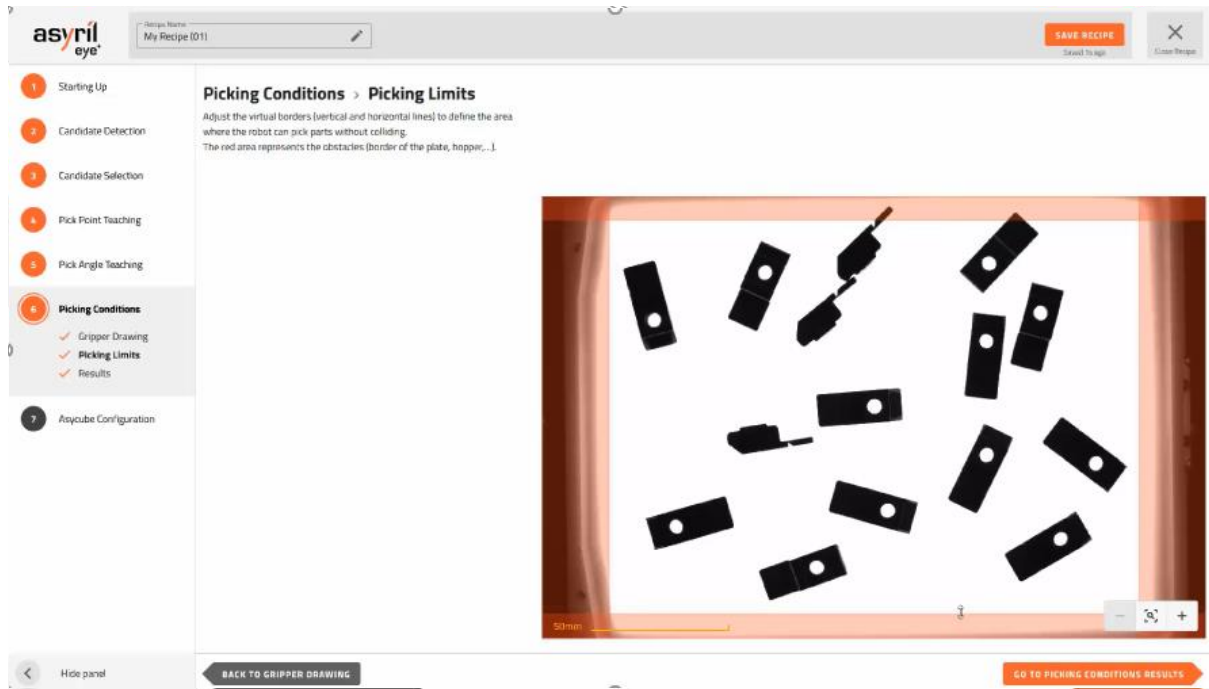 asyril
eye+
Recipe Name
My Recipe (01)
SAVE RECIPE
Saved 1s ago
Close Recipe
1 Starting Up
2 Candidate Detection
3 Candidate Selection
4 Pick Point Teaching
5 Pick Angle Teaching
6 Picking Conditions
Gripper Drawing
Picking Limits
Results
7 Asycube Configuration
Hide panel
Picking Conditions > Picking Limits
Adjust the virtual borders (vertical and horizontal lines) to define the area
where the robot can pick parts without colliding.
The red area represents the obstacles (border of the plate, hopper,...).
50mm
BACK TO GRIPPER DRAWING
GO TO PICKING CONDITIONS RESULTS